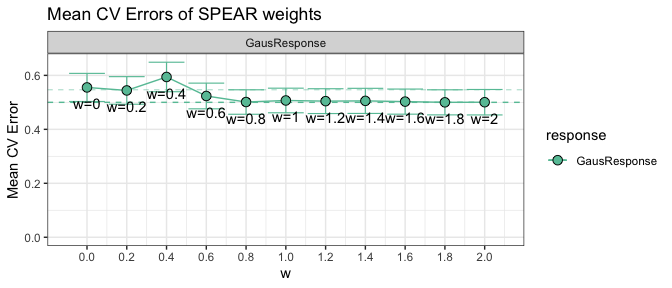 Mean CV Errors of SPEAR weights
GausResponse
Mean CV Error
0.6
0.4
0.2
0.0
w=0
w=0.2
w=0.4
w=0.6
w=0.8
w=1
w=1.2
w=1.4
w=1.6
w=1.8
w=2
0.0 0.2 0.4 0.6 0.8 1.0 1.2 1.4 1.6 1.8 2.0
w
response
GausResponse